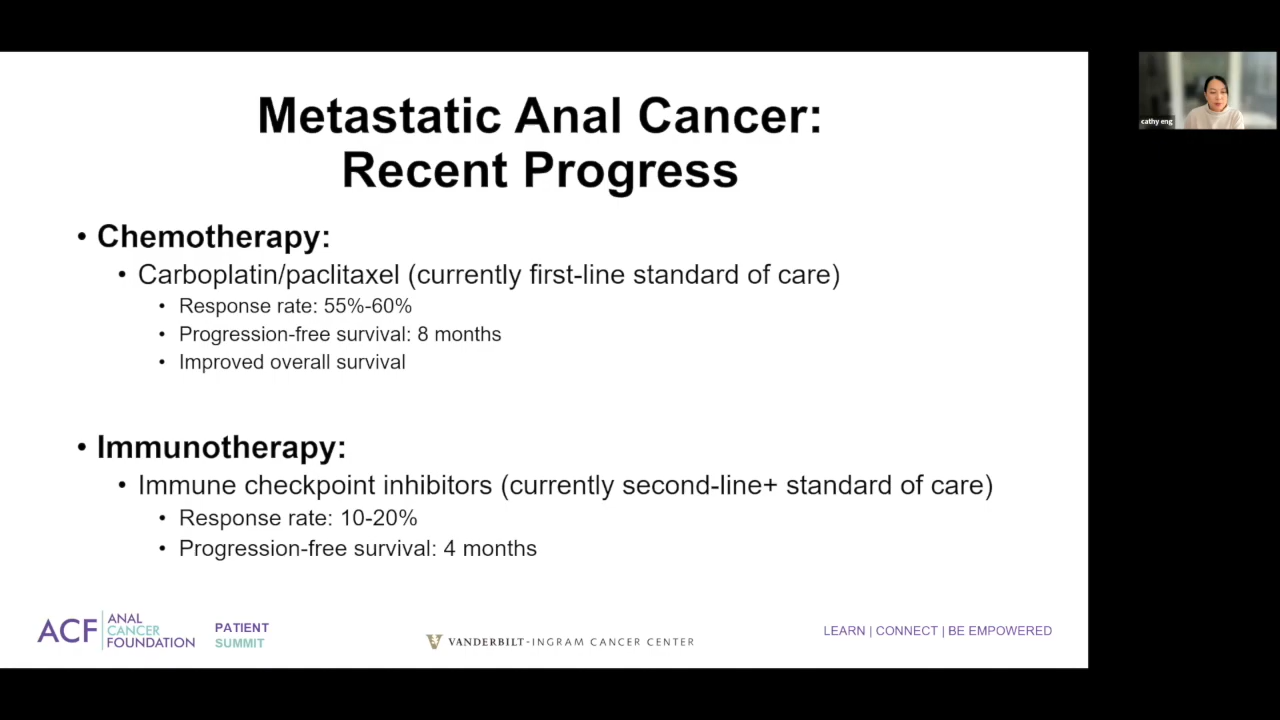 Metastatic Anal Cancer:
Recent Progress
• Chemotherapy:
• Carboplatin/paclitaxel (currently first-line standard of care)
• Response rate: 55%-60%
• Progression-free survival: 8 months
• Improved overall survival
• Immunotherapy:
• Immune checkpoint inhibitors (currently second-line+ standard of care)
• Response rate: 10-20%
• Progression-free survival: 4 months
ACF
ANAL
CANCER
FOUNDATION
PATIENT
SUMMIT
VANDERBILT-INGRAM CANCER CENTER
LEARN | CONNECT | BE EMPOWERED
cathy eng